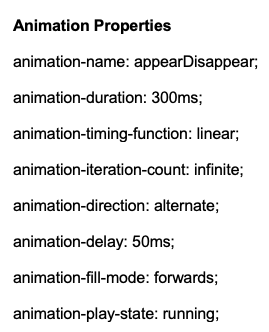 Animation Properties
animation-name: appearDisappear;
animation-duration: 300ms;
animation-timing-function: linear;
animation-iteration-count: infinite;
animation-direction: alternate;
animation-delay: 50ms;
animation-fill-mode: forwards;
animation-play-state: running;